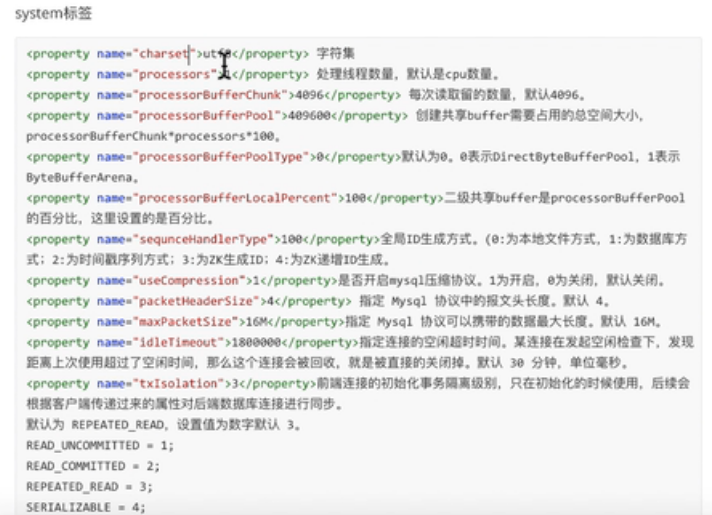 system标签
<property name="charset">utf8</property> 字符集
<property name="processors">1</property> 处理线程数量，默认是cpu数量。
<property name="processorBufferChunk">4096</property> 每次读取留的数量，默认4096。
<property name="processorBufferPool">409600</property> 创建共享buffer需要占用的总空间大小，
processorBufferChunk*processors*100。
<property name="processorBufferPoolType">0</property>默认为0。0表示DirectByteBufferPool，1表示
ByteBufferArena。
<property name="processorBufferLocalPercent">100</property>二级共享buffer是processorBufferPool
的百分比，这里设置的是百分比。
<property name="sequnceHandlerType">100</property>全局ID生成方式。(0:为本地文件方式，1:为数据库方
式；2:为时间戳序列方式；3:为ZK生成ID；4:为ZK递增ID生成。
<property name="useCompression">1</property>是否开启mysql压缩协议。1为开启，0为关闭，默认关闭。
<property name="packetHeaderSize">4</property> 指定 Mysql 协议中的报文头长度。默认 4。
<property name="maxPacketSize">16M</property>指定 Mysql 协议可以携带的数据最大长度。默认 16M。
<property name="idleTimeout">1800000</property>指定连接的空闲超时时间。某连接在发起空闲检查下，发现
距离上次使用超过了空闲时间，那么这个连接会被回收，就是被直接的关闭掉。默认 30 分钟，单位毫秒。
<property name="txIsolation">3</property>前端连接的初始化事务隔离级别，只在初始化的时候使用，后续会
根据客户端传递过来的属性对后端数据库连接进行同步。
默认为 REPEATED_READ，设置值为数字默认 3。
READ_UNCOMMITTED = 1;
READ_COMMITTED = 2;
REPEATED_READ = 3;
SERIALIZABLE = 4;